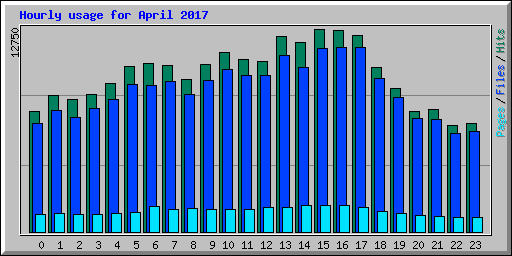 Hourly usage for April 2017
12750
Pages/Files/Hits
0 1 2 3 4 5 6 7 8 9 10 11 12 13 14 15 16 17 18 19 20 21 22 23